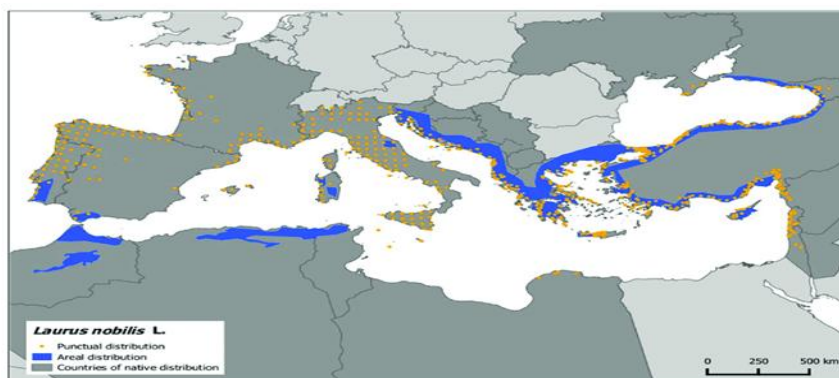 Laurus nobilis L.
Punctual distribution
Areal distribution
Countries of native distribution
0 250 500 km